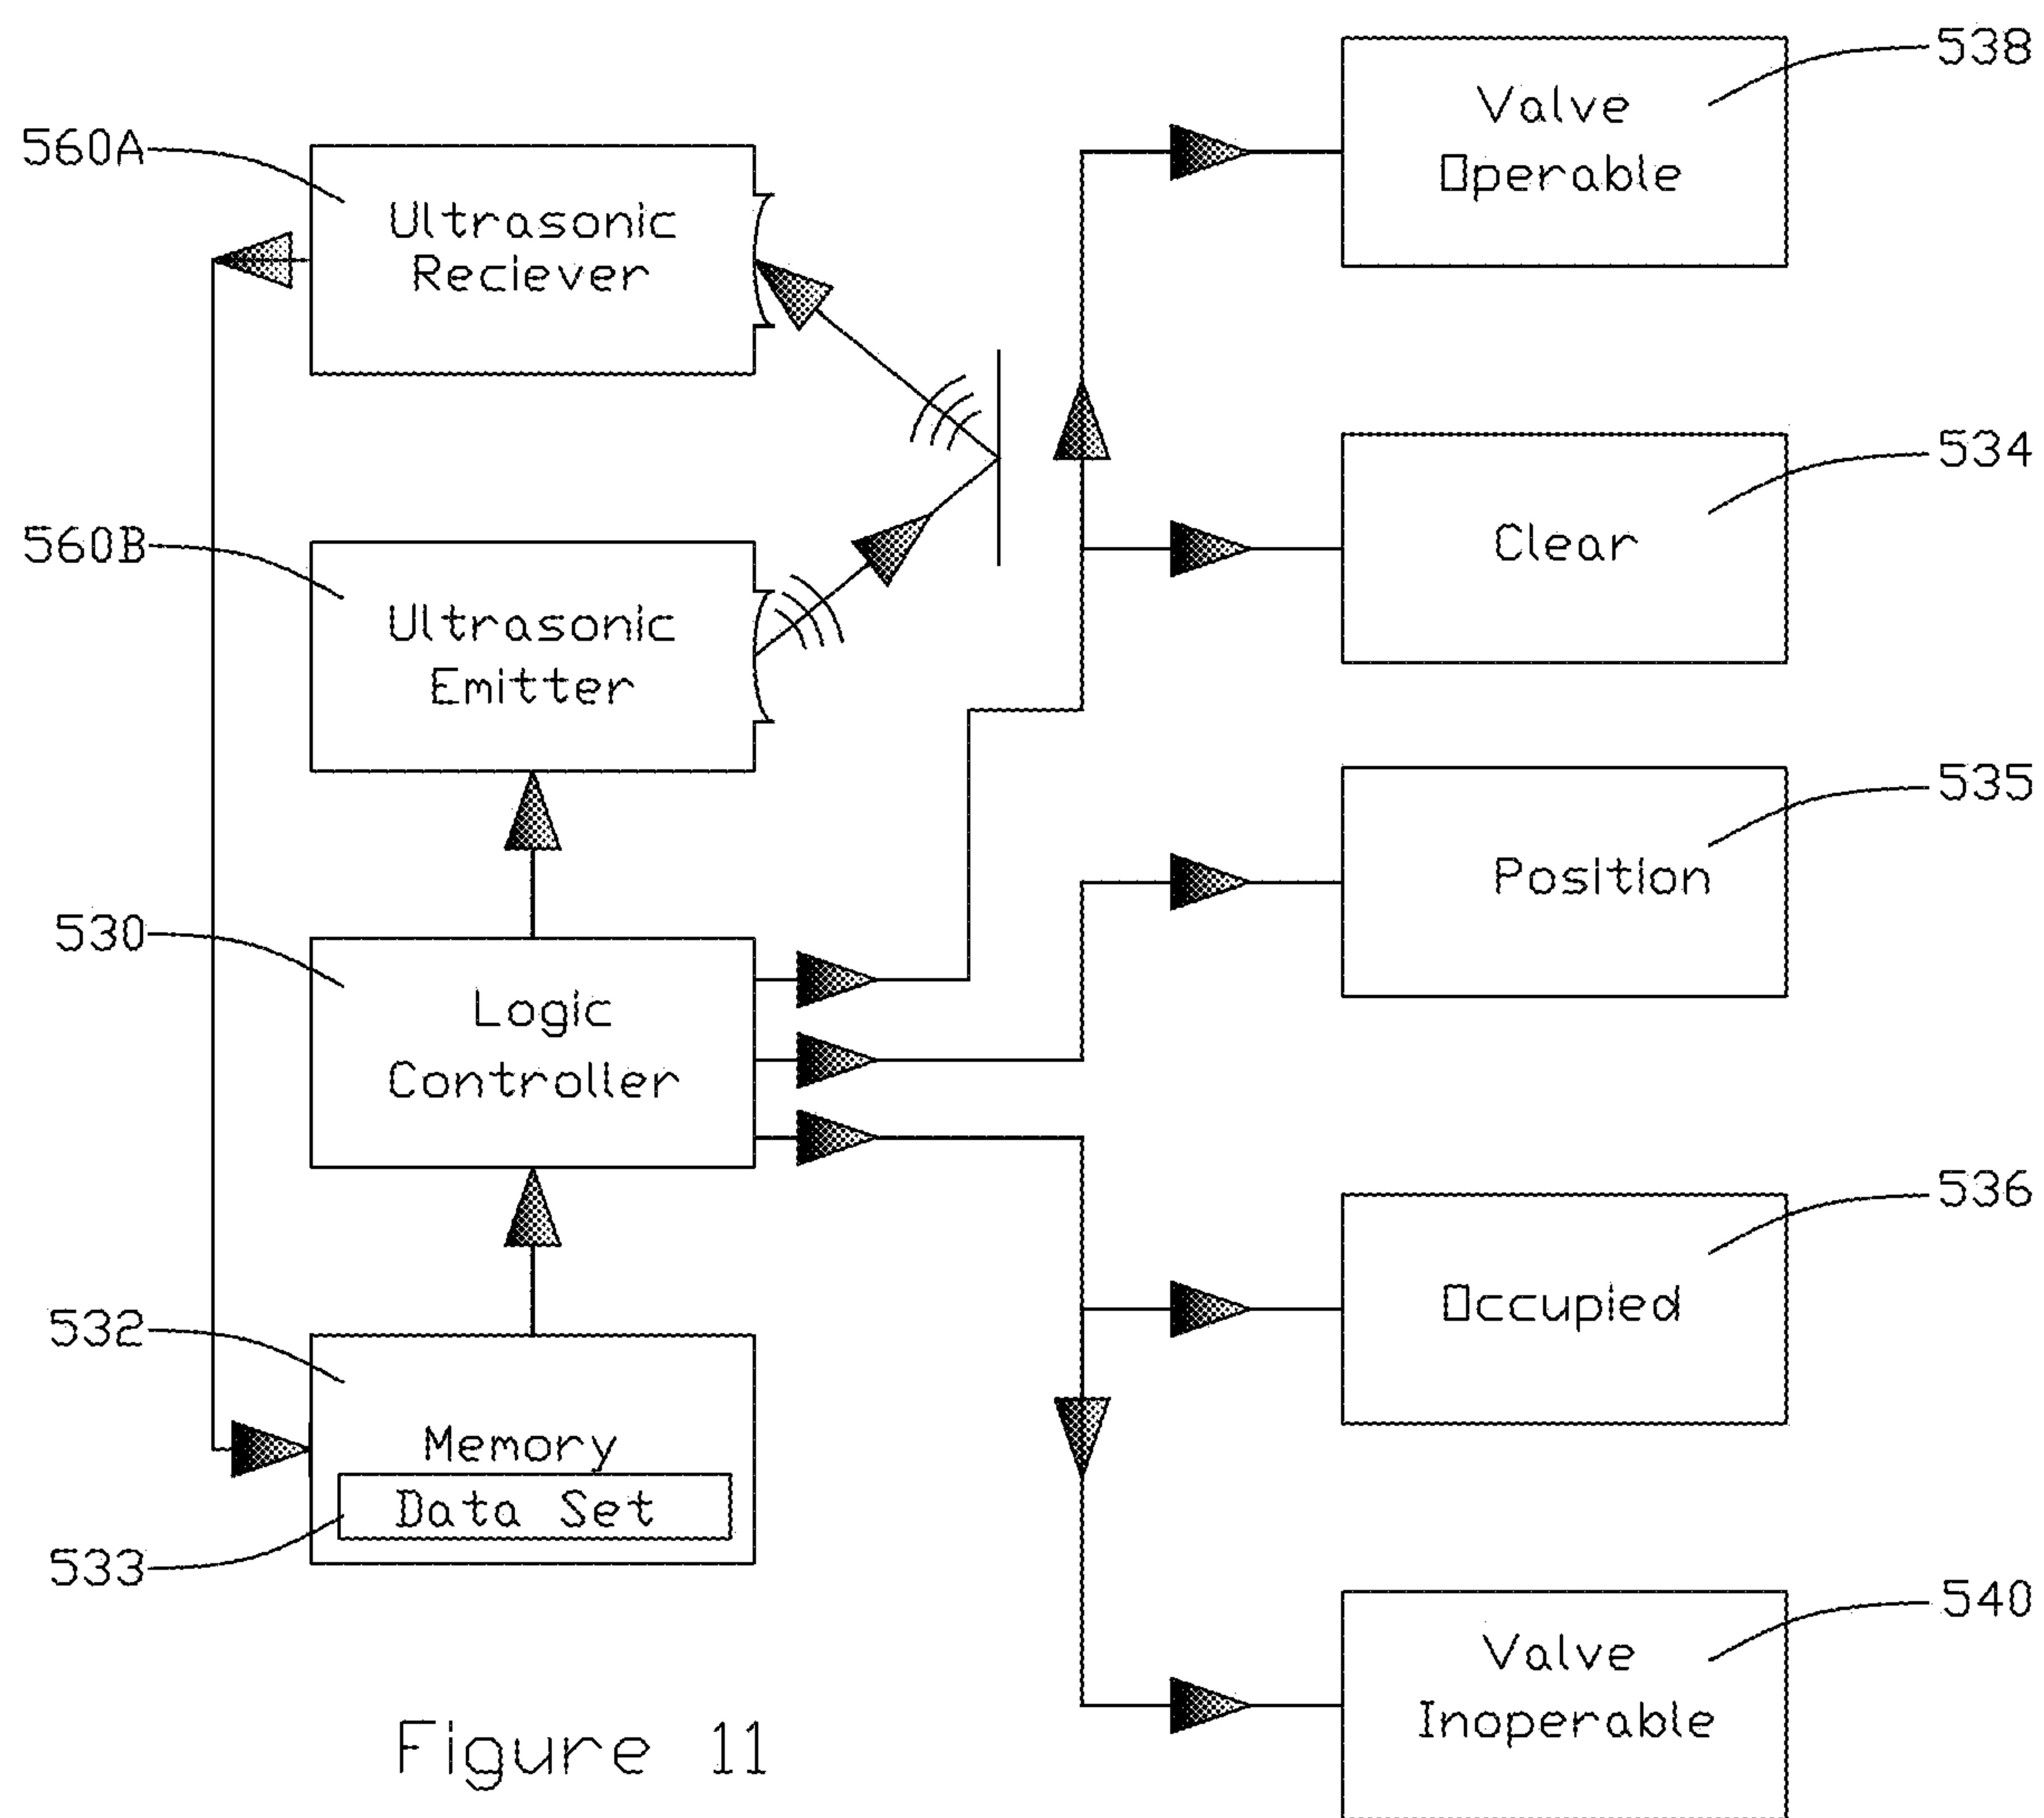 538
Valve
Operable
560A
Ultrasonic
Reciever
534
Clear
560B
Ultrasonic
Emitter
535
Position
530
Logic
Controller
536
Occupied
532
Memory
Data Set
533
540
Valve
Inoperable
Figure 11